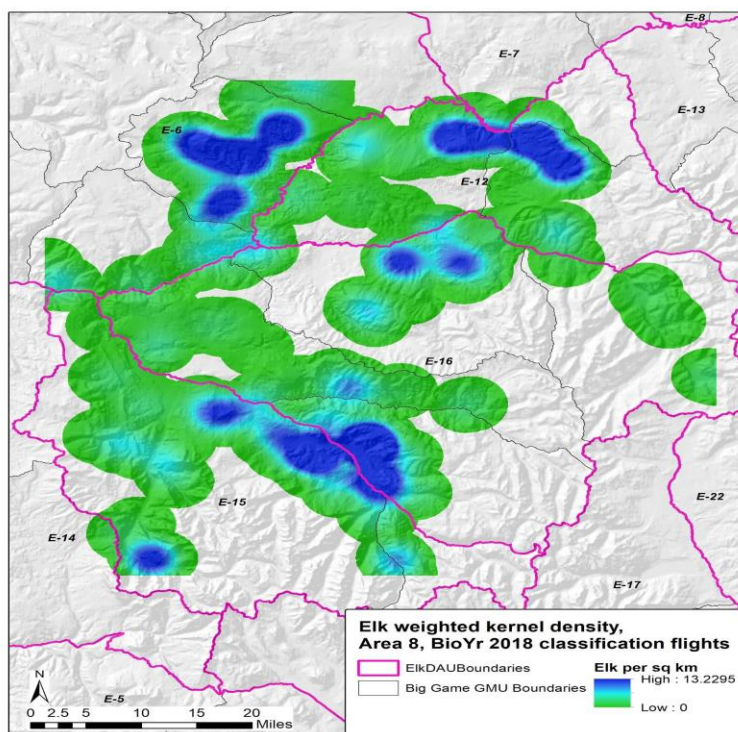 E-8
E-7
E-13
E-6
E-12
E-16
E-15
E-22
E-14
E-17
Elk weighted kernel density,
Area 8, BioYr 2018 classification flights
ElkDAUBoundaries
Big Game GMU Boundaries
Elk per sq km
High : 13.2295
Low : 0
N
E-5
0 2.5 5 10 15 20
Miles